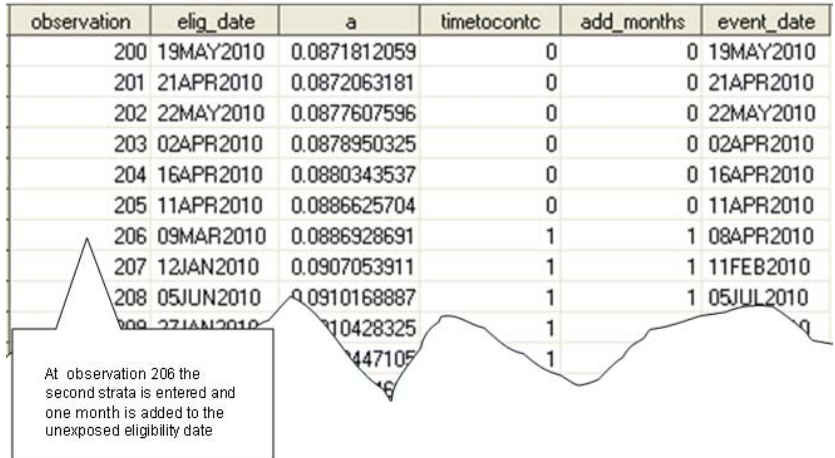 observation elig_date a timetocontc add_months event_date
200 19MAY2010 0.0871812059 0 0 19MAY2010
201 21APR2010 0.0872063181 0 0 21APR2010
202 22MAY2010 0.0877607596 0 0 22MAY2010
203 02APR2010 0.0878950325 0 0 02APR2010
204 16APR2010 0.0880343537 0 0 16APR2010
205 11APR2010 0.0886625704 0 0 11APR2010
206 09MAR2010 0.0886928691 1 1 08APR2010
207 12JAN2010 0.0907053911 1 1 11FEB2010
208 05JUN2010 0.0910168887 1 1 05JUL2010
209 27JAN2010 10428325 1
447105 1
At observation 206 the
second strata is entered and
one month is added to the
unexposed eligibility date